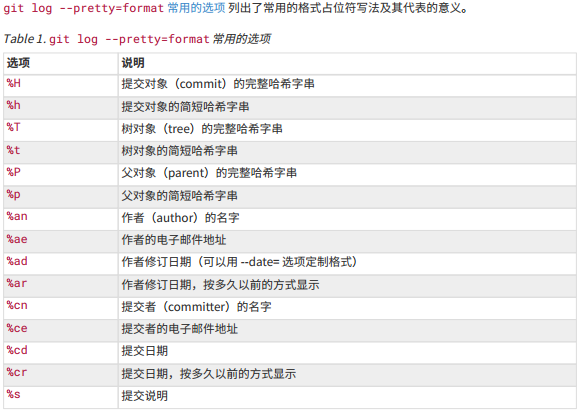 git log --pretty=format 常用的选项 列出了常用的格式占位符写法及其代表的意义。
Table 1. git log --pretty=format 常用的选项
选项 说明
%H 提交对象（commit）的完整哈希字串
%h 提交对象的简短哈希字串
%T 树对象（tree）的完整哈希字串
%t 树对象的简短哈希字串
%P 父对象（parent）的完整哈希字串
%p 父对象的简短哈希字串
%an 作者（author）的名字
%ae 作者的电子邮件地址
%ad 作者修订日期（可以用 --date= 选项定制格式）
%ar 作者修订日期，按多久以前的方式显示
%cn 提交者（committer）的名字
%ce 提交者的电子邮件地址
%cd 提交日期
%cr 提交日期，按多久以前的方式显示
%s 提交说明